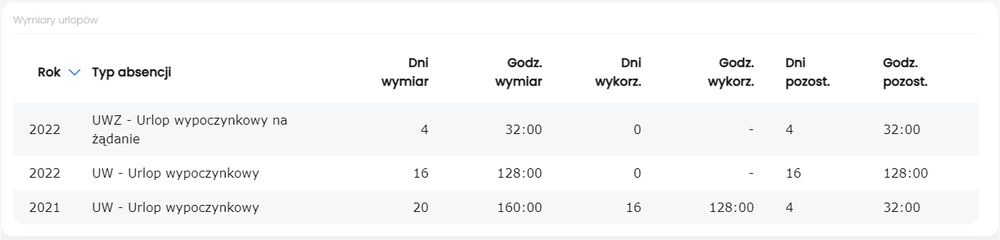 Wymiary urlopów
Rok Typ absencji Dni wymiar Godz. wymiar Dni wykorz. Godz. wykorz. Dni pozost. Godz. pozost.
2022 UWZ - Urlop wypoczynkowy na żądanie 4 32:00 0 - 4 32:00
2022 UW - Urlop wypoczynkowy 16 128:00 0 - 16 128:00
2021 UW - Urlop wypoczynkowy 20 160:00 16 128:00 4 32:00